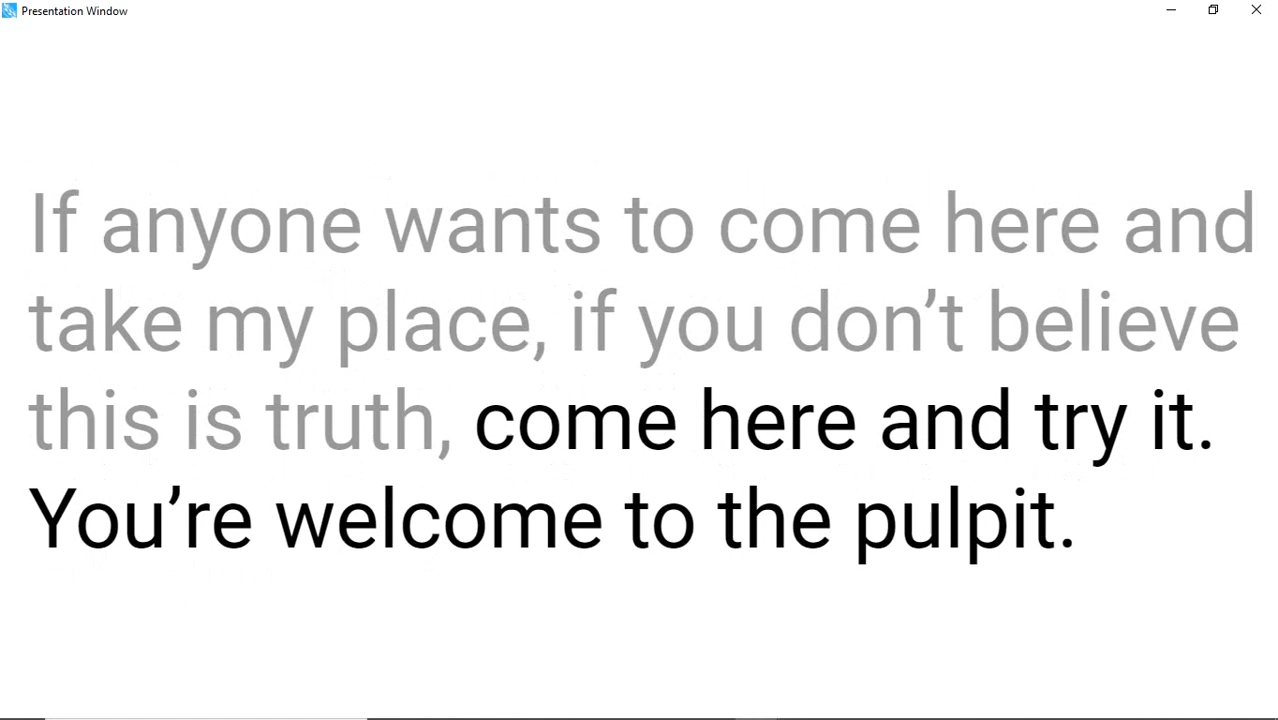 Presentation Window
If anyone wants to come here and
take my place, if you don’t believe
this is truth, come here and try it.
You’re welcome to the pulpit.